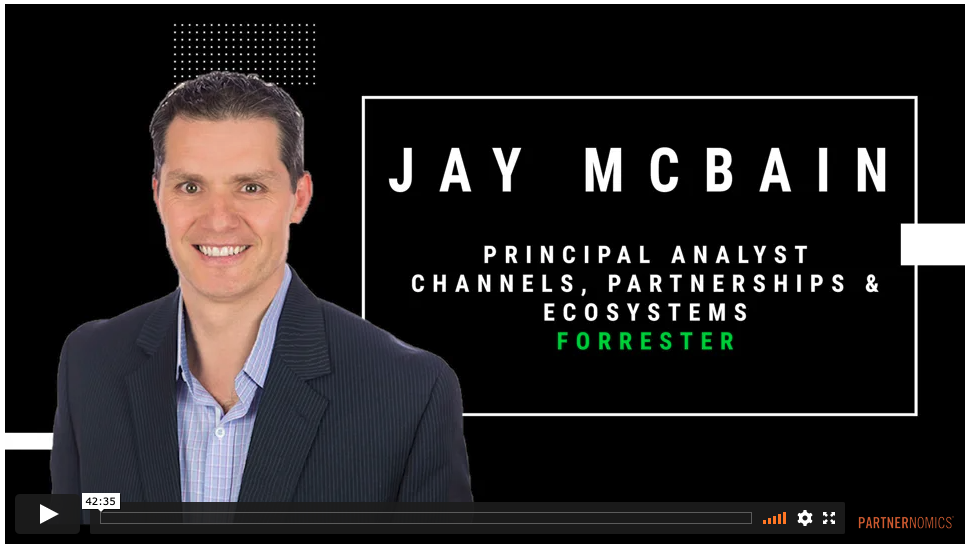 JAY MCBAIN
PRINCIPAL ANALYST
CHANNELS, PARTNERSHIPS &
ECOSYSTEMS
FORRESTER
42:35
PARTNERNOMICS